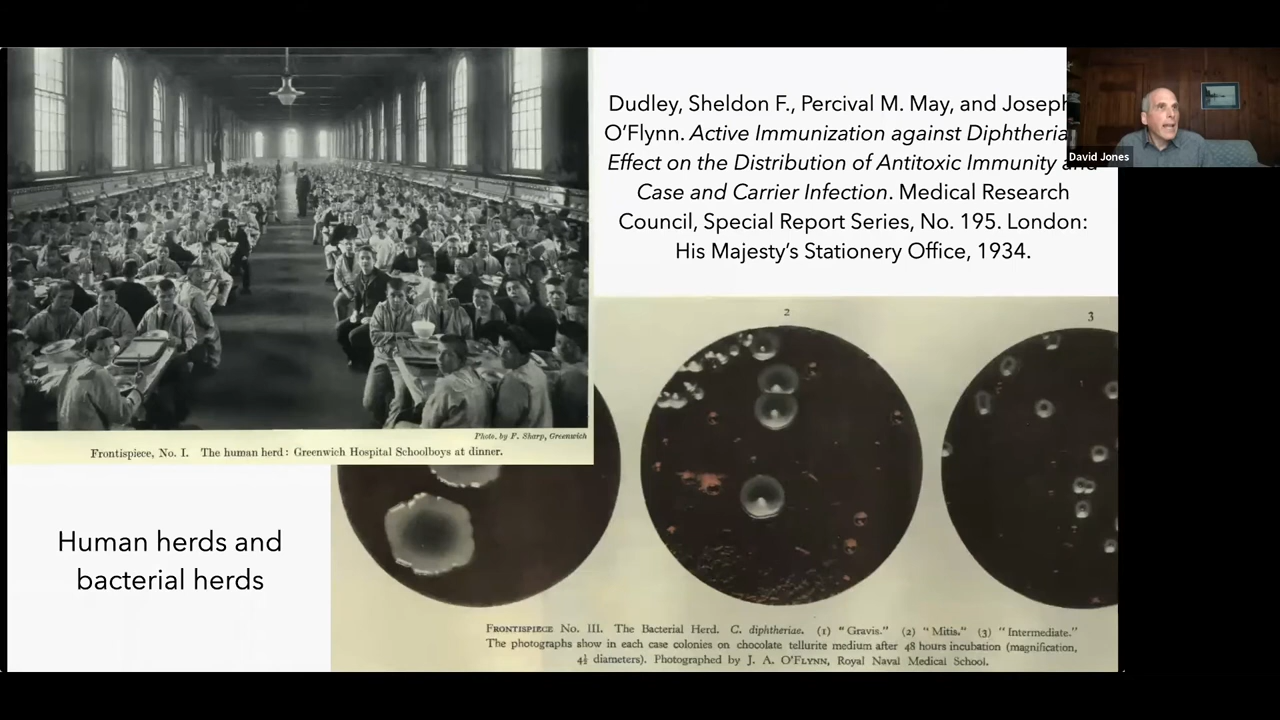 Dudley, Sheldon F., Percival M. May, and Joseph
O'Flynn. Active Immunization against Diphtheria
Effect on the Distribution of Antitoxic Immunity and
Case and Carrier Infection. Medical Research
Council, Special Report Series, No. 195. London:
His Majesty's Stationery Office, 1934.
David Jones
Photo. by F. Sharp, Greenwich
Frontispiece, No. I. The human herd: Greenwich Hospital Schoolboys at dinner.
Human herds and
bacterial herds
2
3
Frontispiece No. III. The Bacterial Herd. C. diphtheriae. (1) "Gravis." (2) "Mitis." (3) "Intermediate."
The photographs show in each case colonies on chocolate tellurite medium after 48 hours incubation (magnification,
4½ diameters). Photographed by J. A. O'Flynn, Royal Naval Medical School.